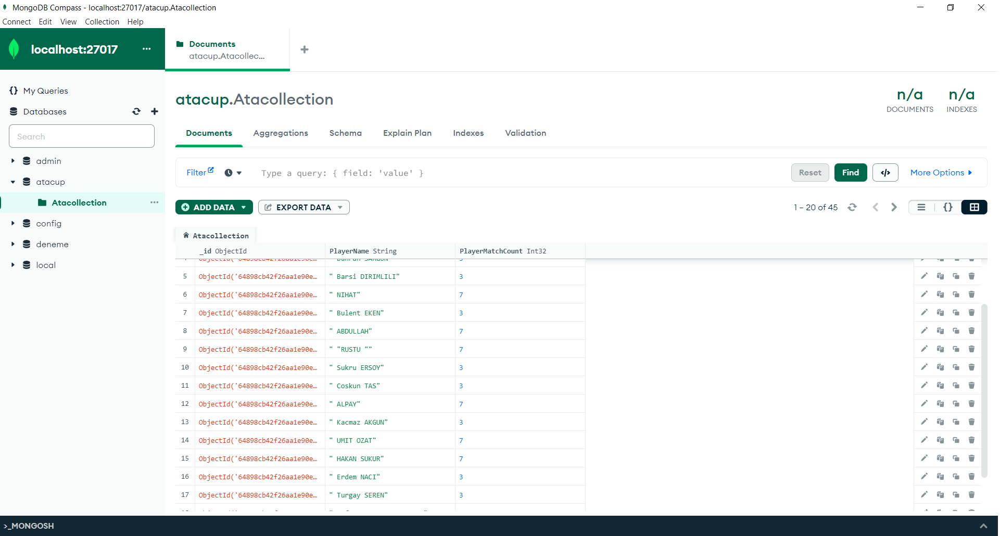 MongoDB Compass - localhost:27017/atacup.Atacollection
Connect Edit View Collection Help
localhost:27017 ...
Documents
atacup.Atacollec...
My Queries
Databases
Search
admin
atacup
Atacollection
config
deneme
local
atacup.Atacollection
n/a DOCUMENTS
n/a INDEXES
Documents Aggregations Schema Explain Plan Indexes Validation
Filter Type a query: { field: 'value' } Reset Find </> More Options
ADD DATA EXPORT DATA 1 – 20 of 45 {}
Atacollection
_id ObjectId PlayerName String PlayerMatchCount Int32
5 ObjectId('64898cb42f26aa1e90e… " Barsi DIRIMLILI" 3
6 ObjectId('64898cb42f26aa1e90e… " NIHAT" 7
7 ObjectId('64898cb42f26aa1e90e… " Bulent EKEN" 3
8 ObjectId('64898cb42f26aa1e90e… " ABDULLAH" 7
9 ObjectId('64898cb42f26aa1e90e… " "RUSTU "" 7
10 ObjectId('64898cb42f26aa1e90e… " Sukru ERSOY" 3
11 ObjectId('64898cb42f26aa1e90e… " Coskun TAS" 3
12 ObjectId('64898cb42f26aa1e90e… " ALPAY" 7
13 ObjectId('64898cb42f26aa1e90e… " Kacmaz AKGUN" 3
14 ObjectId('64898cb42f26aa1e90e… " UMIT OZAT" 7
15 ObjectId('64898cb42f26aa1e90e… " HAKAN SUKUR" 7
16 ObjectId('64898cb42f26aa1e90e… " Erdem NACI" 3
17 ObjectId('64898cb42f26aa1e90e… " Turgay SEREN" 3
>_MONGOSH